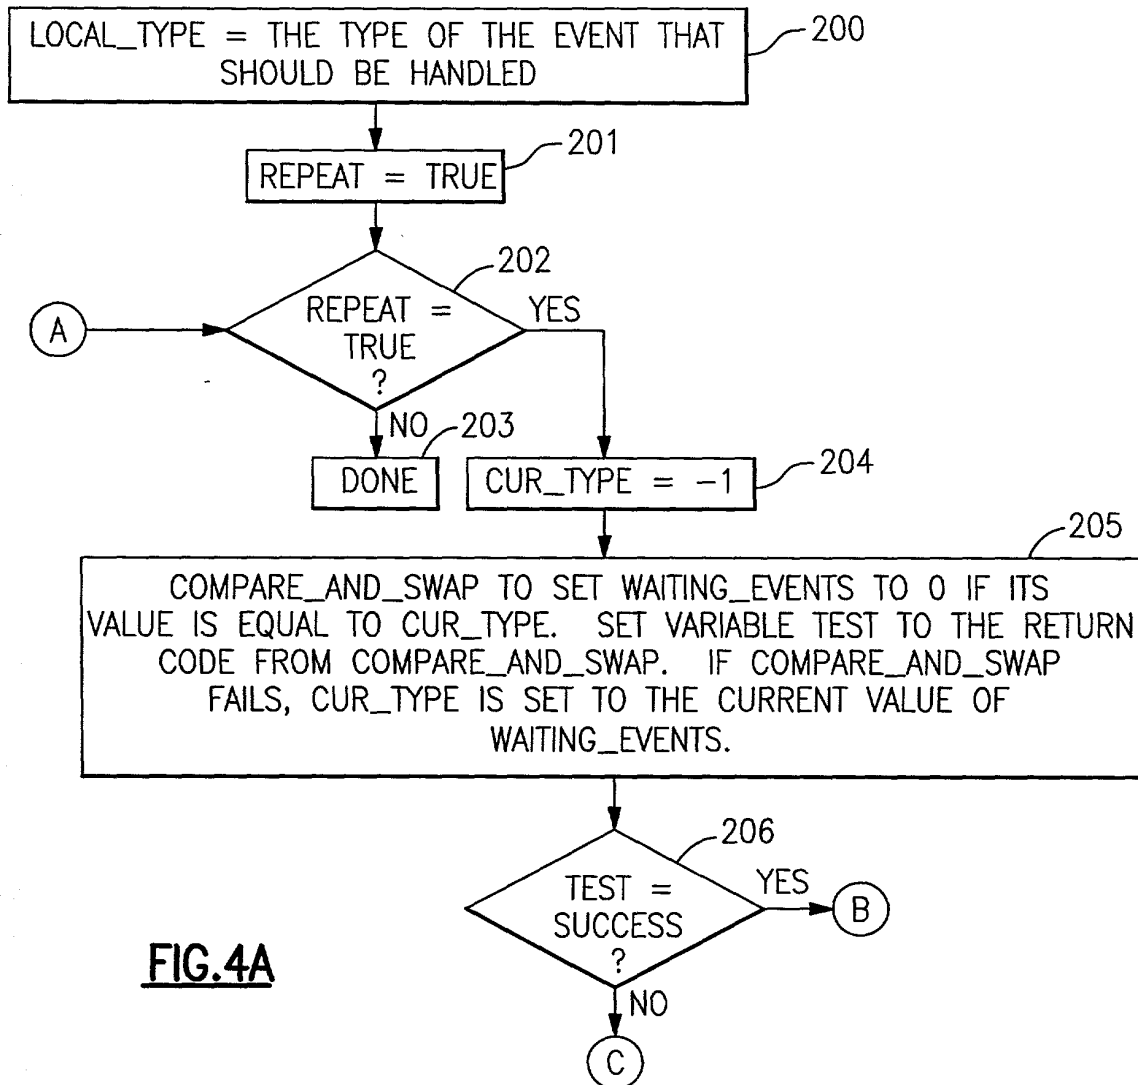 LOCAL_TYPE = THE TYPE OF THE EVENT THAT
SHOULD BE HANDLED
200
REPEAT = TRUE
201
202
REPEAT =
TRUE
?
YES
A
NO
203
DONE
CUR_TYPE = -1
204
205
COMPARE_AND_SWAP TO SET WAITING_EVENTS TO 0 IF ITS
VALUE IS EQUAL TO CUR_TYPE. SET VARIABLE TEST TO THE RETURN
CODE FROM COMPARE_AND_SWAP. IF COMPARE_AND_SWAP
FAILS, CUR_TYPE IS SET TO THE CURRENT VALUE OF
WAITING_EVENTS.
206
TEST =
SUCCESS
?
YES
B
NO
C
FIG.4A